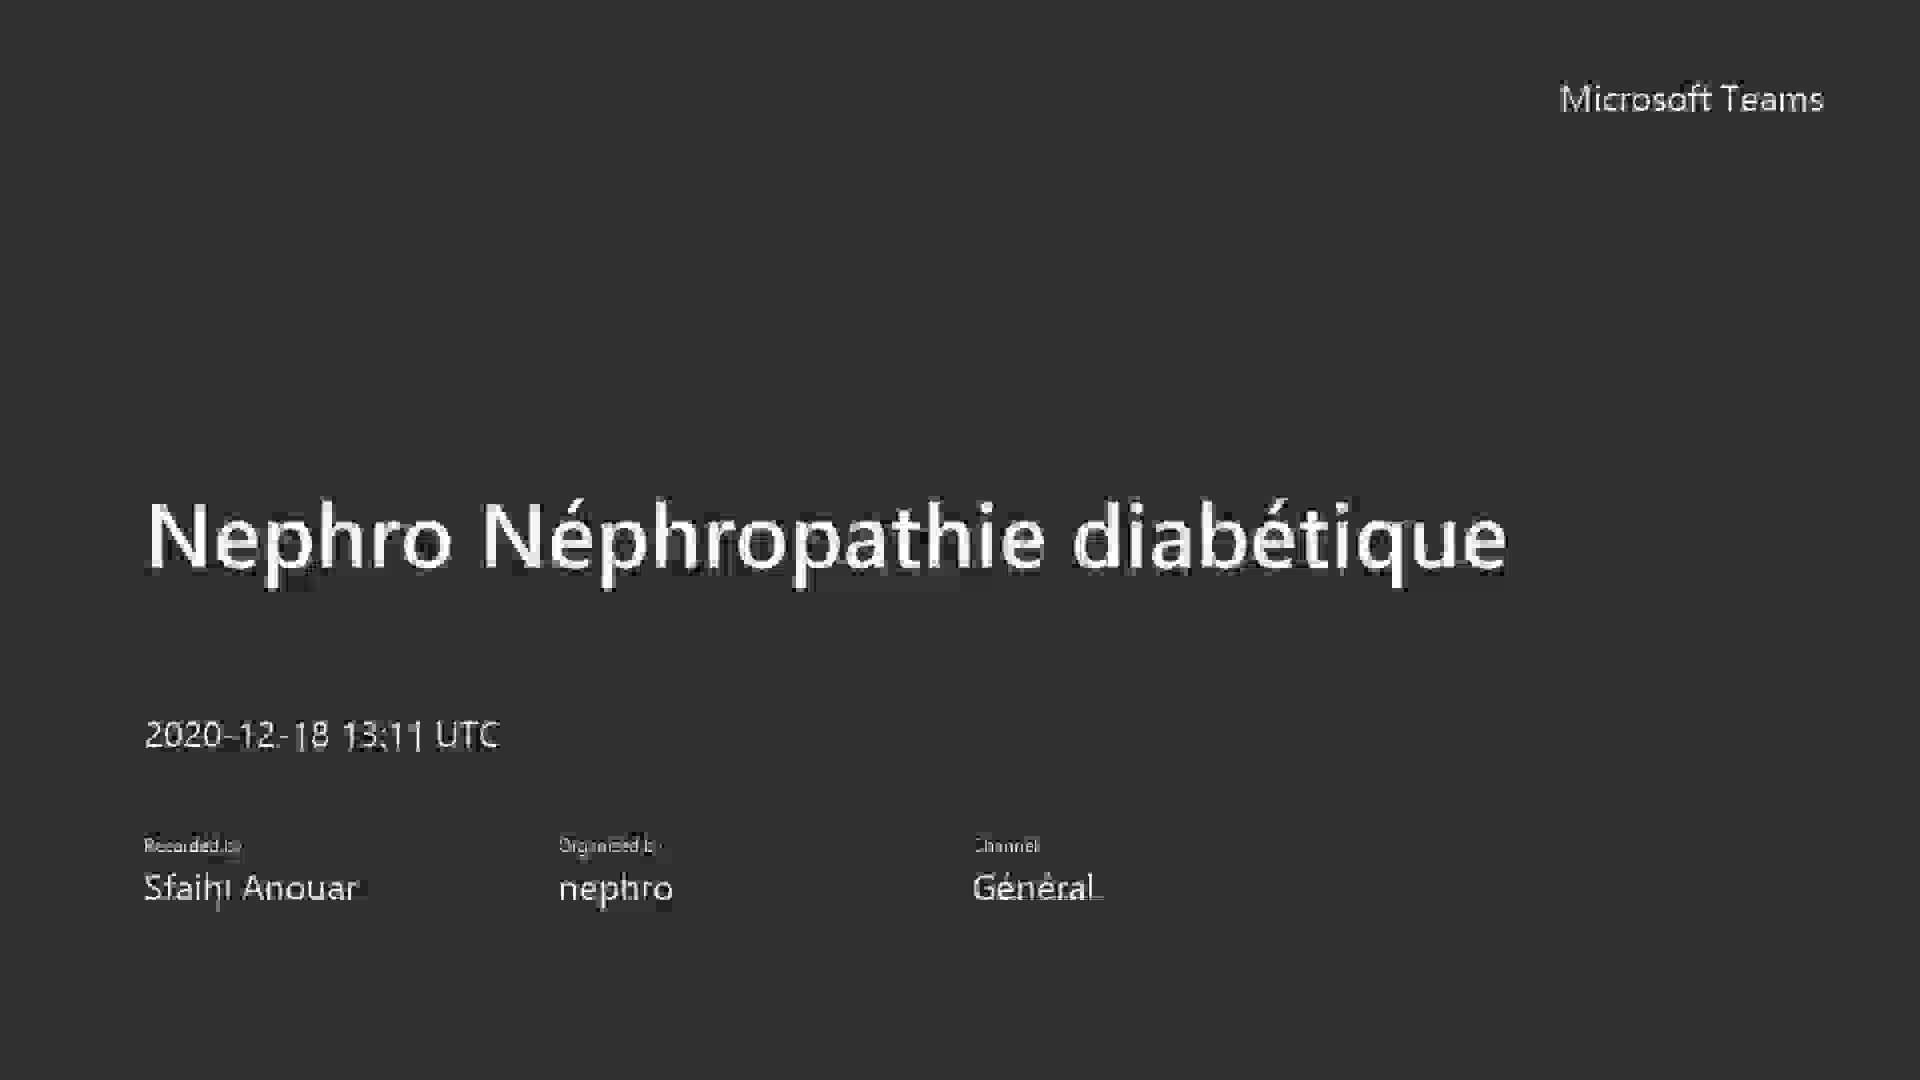 Microsoft Teams
Nephro Néphropathie diabétique
2020-12-18 13:11 UTC
Recorded by
Organized by
Channel
Sfaihi Anouar
nephro
Général